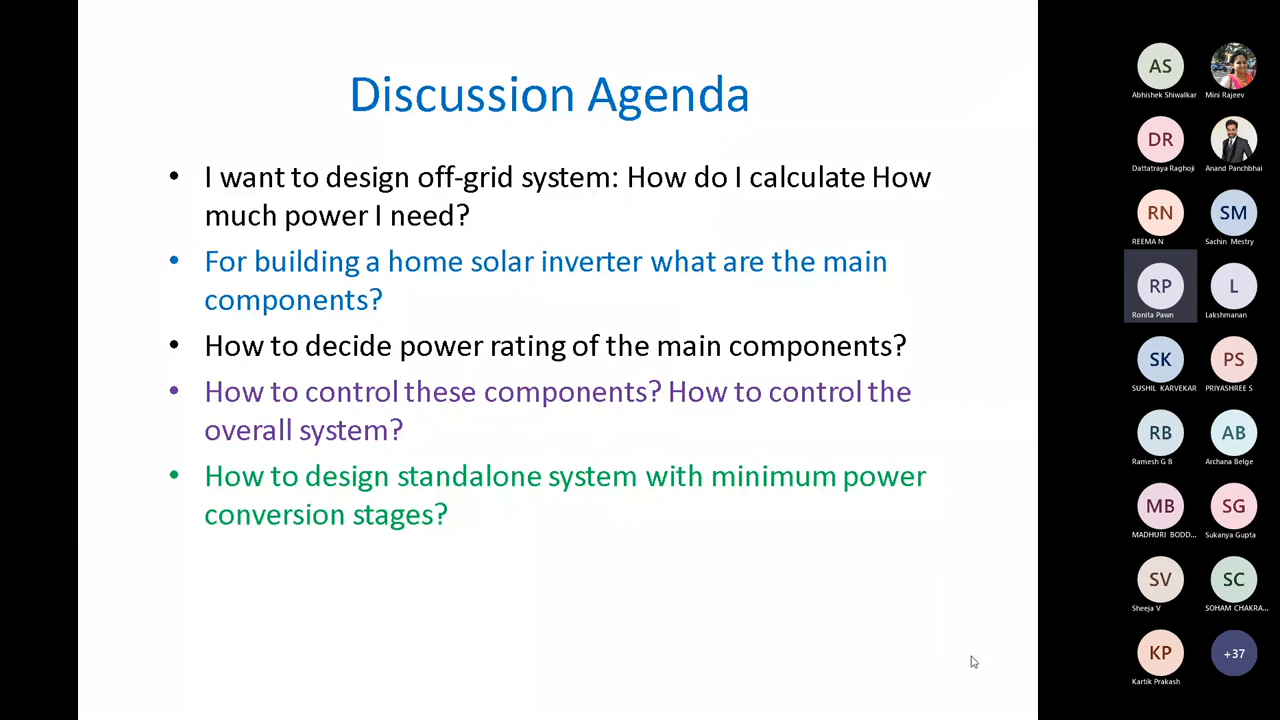 Discussion Agenda
• I want to design off-grid system: How do I calculate How
much power I need?
• For building a home solar inverter what are the main
components?
• How to decide power rating of the main components?
• How to control these components? How to control the
overall system?
• How to design standalone system with minimum power
conversion stages?
AS
Abhishek Shiwalkar
Mini Rajeev
DR
Dattatraya Raghoji
Anand Panchbhai
RN
REEMA N
SM
Sachin Mestry
RP
Ronita Pawn
L
Lakshmanan
SK
SUSHIL KARVEKAR
PS
PRIYASHREE S
RB
Ramesh G B
AB
Archana Belge
MB
MADHURI BODD...
SG
Sukanya Gupta
SV
Sheeja V
SC
SOHAM CHAKRA...
KP
Kartik Prakash
+37